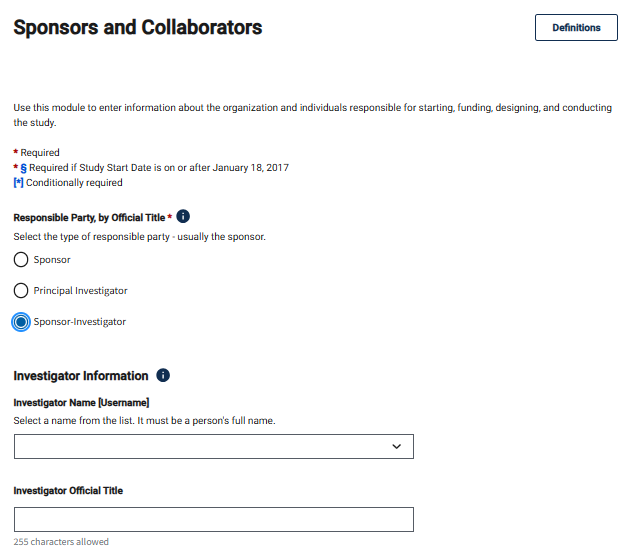 Sponsors and Collaborators
Definitions
Use this module to enter information about the organization and individuals responsible for starting, funding, designing, and conducting
the study.
* Required
* § Required if Study Start Date is on or after January 18, 2017
[*] Conditionally required
Responsible Party, by Official Title * i
Select the type of responsible party - usually the sponsor.
Sponsor
Principal Investigator
Sponsor-Investigator
Investigator Information i
Investigator Name [Username]
Select a name from the list. It must be a person's full name.
Investigator Official Title
255 characters allowed